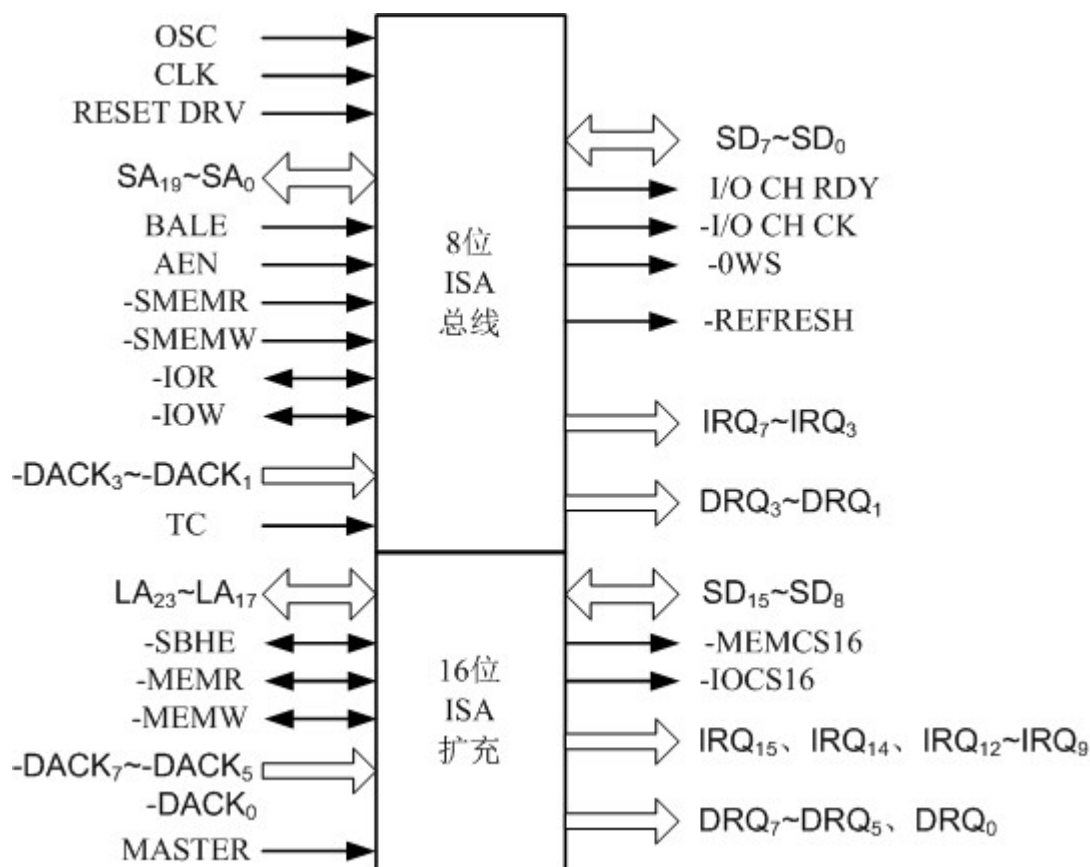 OSC
CLK
RESET DRV
SA₁₉~SA₀
BALE
AEN
-SMEMR
-SMEMW
-IOR
-IOW
-DACK₃~-DACK₁
TC
8位
ISA
总线
SD₇~SD₀
I/O CH RDY
-I/O CH CK
-0WS
-REFRESH
IRQ₇~IRQ₃
DRQ₃~DRQ₁
LA₂₃~LA₁₇
-SBHE
-MEMR
-MEMW
-DACK₇~-DACK₅
-DACK₀
MASTER
16位
ISA
扩充
SD₁₅~SD₈
-MEMCS16
-IOCS16
IRQ₁₅、IRQ₁₄、IRQ₁₂~IRQ₉
DRQ₇~DRQ₅、DRQ₀